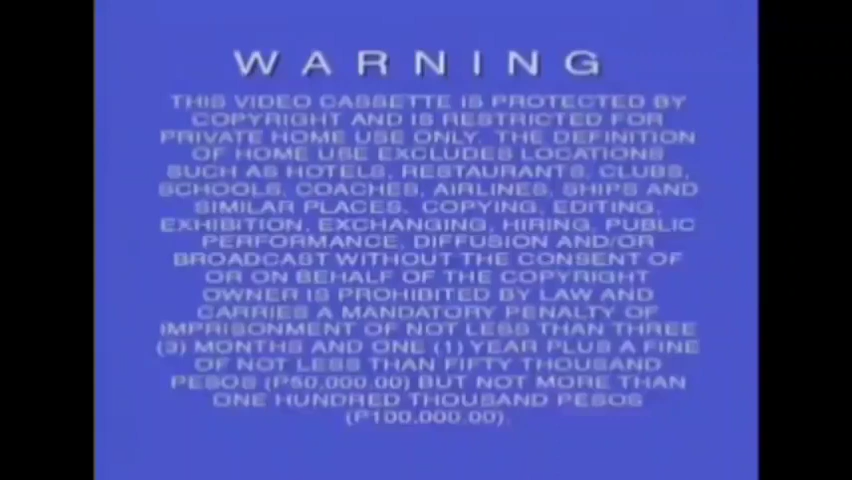 WARNING
THIS VIDEO CASSETTE IS PROTECTED BY
COPYRIGHT AND IS RESTRICTED FOR
PRIVATE HOME USE ONLY. THE DEFINITION
OF HOME USE EXCLUDES LOCATIONS
SUCH AS HOTELS, RESTAURANTS, CLUBS,
SCHOOLS, COACHES, AIRLINES, SHIPS AND
SIMILAR PLACES. COPYING, EDITING,
EXHIBITION, EXCHANGING, HIRING, PUBLIC
PERFORMANCE, DIFFUSION AND/OR
BROADCAST WITHOUT THE CONSENT OF
OR ON BEHALF OF THE COPYRIGHT
OWNER IS PROHIBITED BY LAW AND
CARRIES A MANDATORY PENALTY OF
IMPRISONMENT OF NOT LESS THAN THREE
(3) MONTHS AND ONE (1) YEAR PLUS A FINE
OF NOT LESS THAN FIFTY THOUSAND
PESOS (P50,000.00) BUT NOT MORE THAN
ONE HUNDRED THOUSAND PESOS
(P100,000.00)